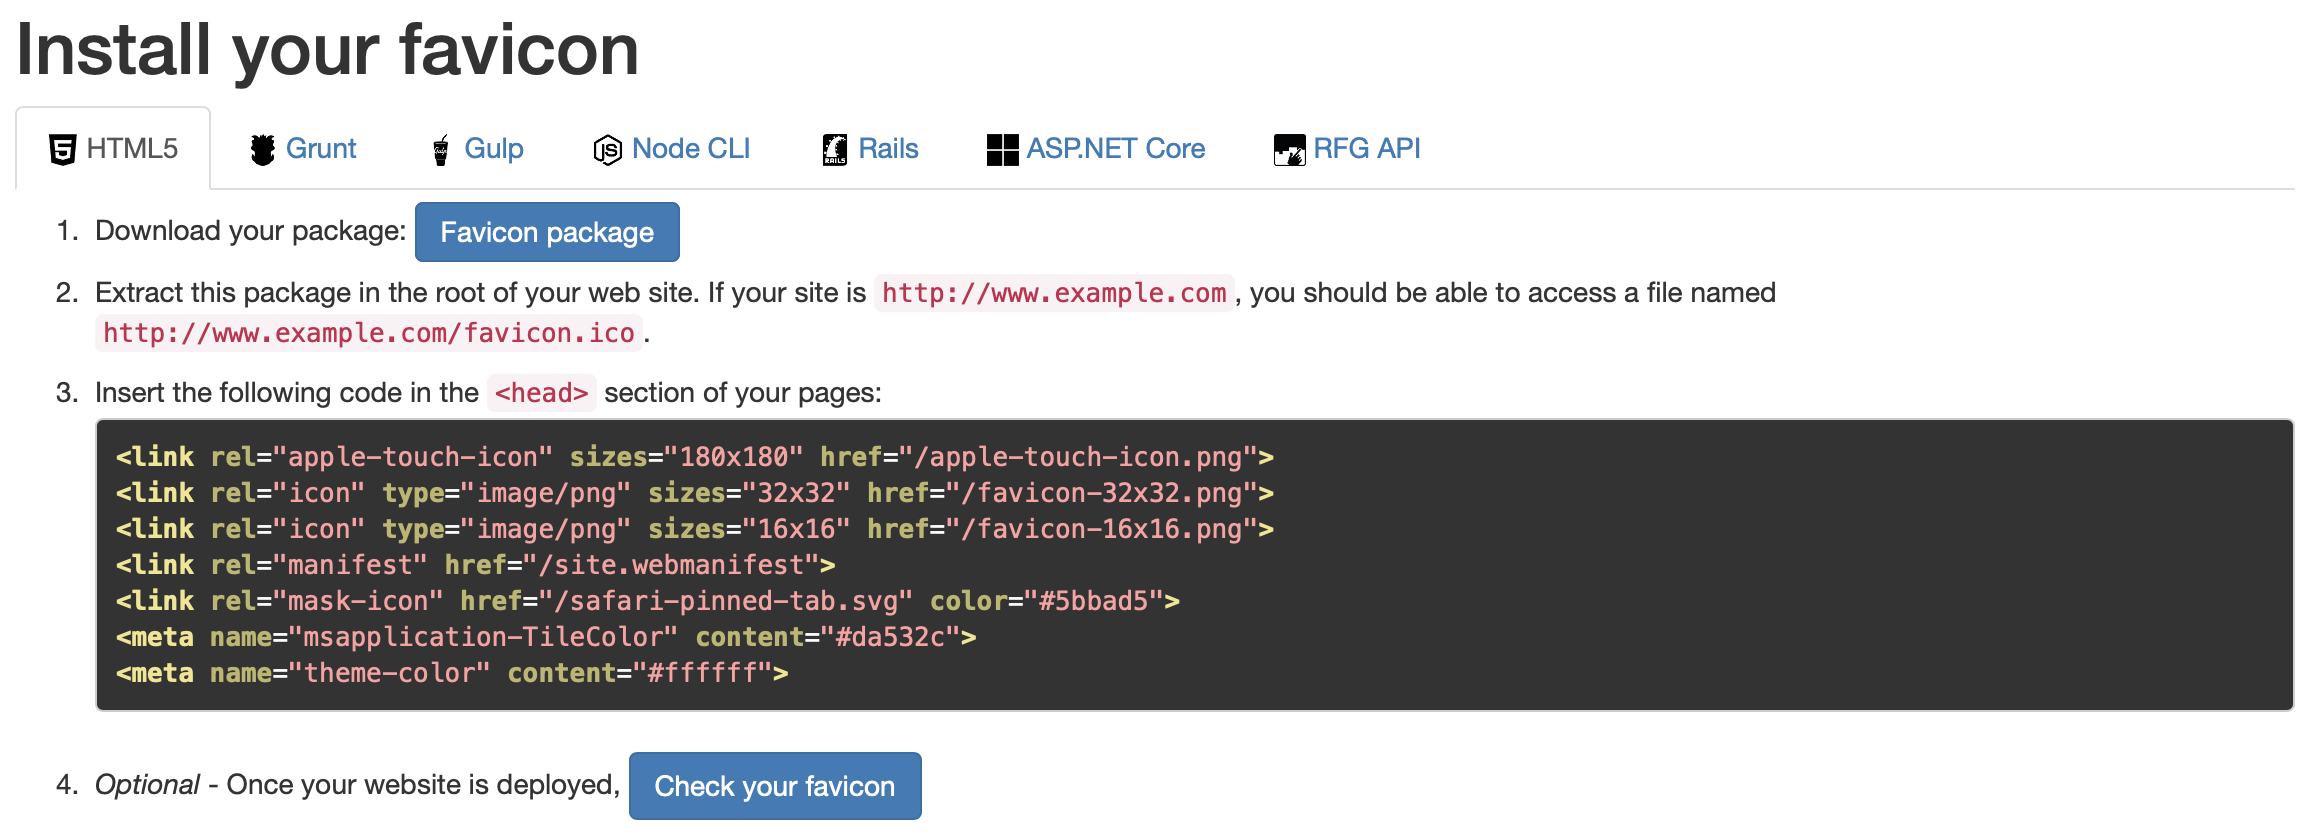 Install your favicon
HTML5 Grunt Gulp Node CLI Rails ASP.NET Core RFG API
1. Download your package: Favicon package
2. Extract this package in the root of your web site. If your site is http://www.example.com, you should be able to access a file named
http://www.example.com/favicon.ico.
3. Insert the following code in the <head> section of your pages:
<link rel="apple-touch-icon" sizes="180x180" href="/apple-touch-icon.png">
<link rel="icon" type="image/png" sizes="32x32" href="/favicon-32x32.png">
<link rel="icon" type="image/png" sizes="16x16" href="/favicon-16x16.png">
<link rel="manifest" href="/site.webmanifest">
<link rel="mask-icon" href="/safari-pinned-tab.svg" color="#5bbad5">
<meta name="msapplication-TileColor" content="#da532c">
<meta name="theme-color" content="#ffffff">
4. Optional - Once your website is deployed, Check your favicon